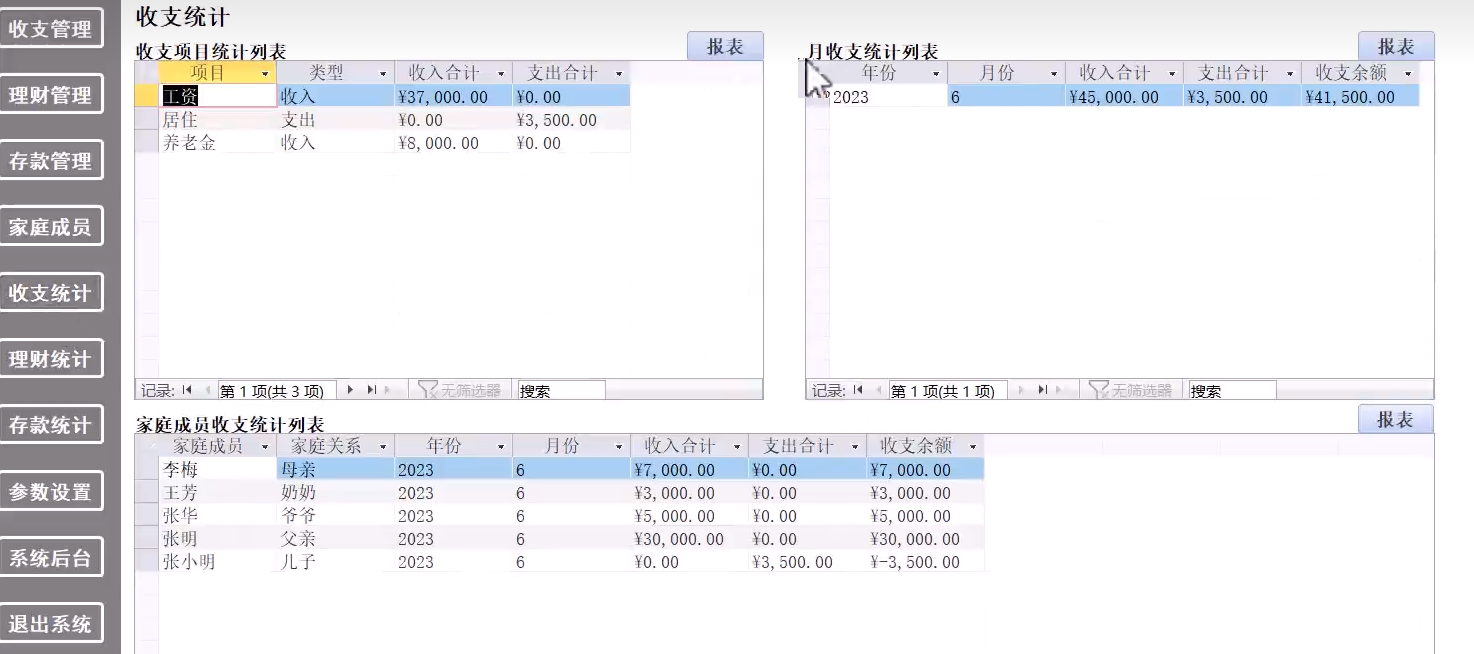 收支管理
理财管理
存款管理
家庭成员
收支统计
理财统计
存款统计
参数设置
系统后台
退出系统
收支统计
收支项目统计列表
报表
项目 类型 收入合计 支出合计
工资 收入 ¥37,000.00 ¥0.00
居住 支出 ¥0.00 ¥3,500.00
养老金 收入 ¥8,000.00 ¥0.00
记录: 第 1 项(共 3 项) 无筛选器 搜索
月收支统计列表
报表
年份 月份 收入合计 支出合计 收支余额
2023 6 ¥45,000.00 ¥3,500.00 ¥41,500.00
记录: 第 1 项(共 1 项) 无筛选器 搜索
家庭成员收支统计列表
报表
家庭成员 家庭关系 年份 月份 收入合计 支出合计 收支余额
李梅 母亲 2023 6 ¥7,000.00 ¥0.00 ¥7,000.00
王芳 奶奶 2023 6 ¥3,000.00 ¥0.00 ¥3,000.00
张华 爷爷 2023 6 ¥5,000.00 ¥0.00 ¥5,000.00
张明 父亲 2023 6 ¥30,000.00 ¥0.00 ¥30,000.00
张小明 儿子 2023 6 ¥0.00 ¥3,500.00 ¥-3,500.00